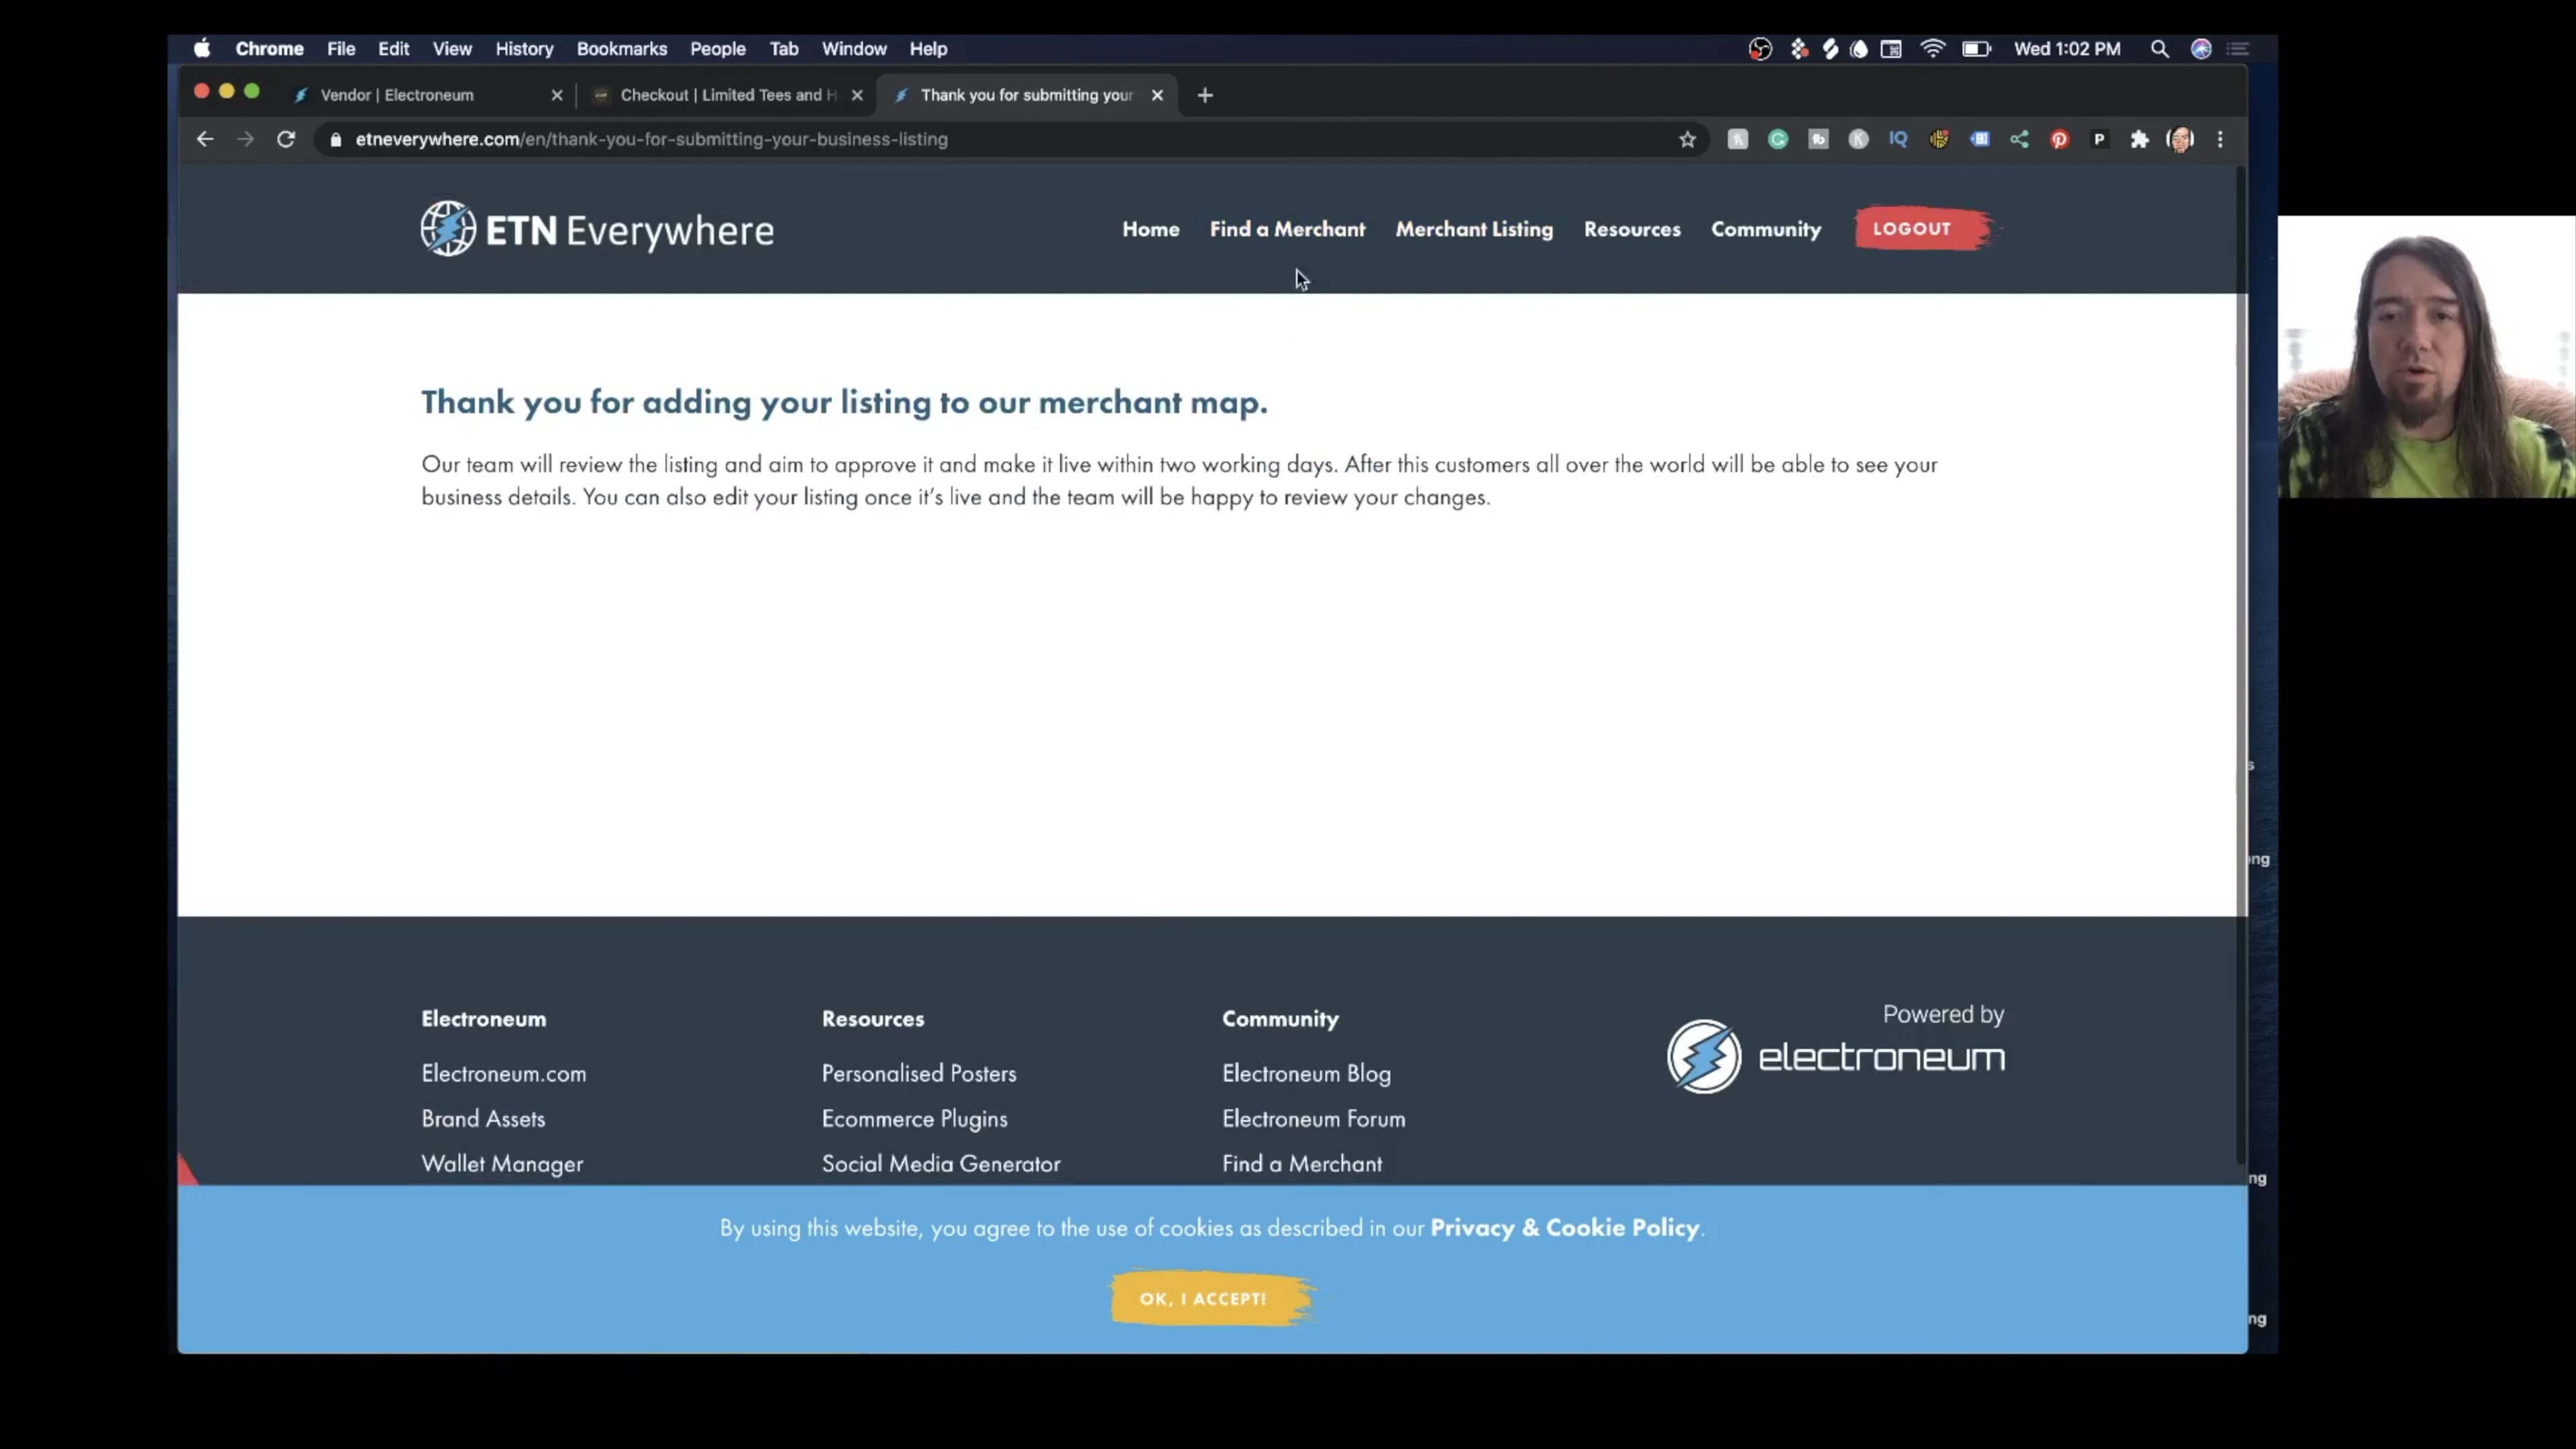 Chrome File Edit View History Bookmarks People Tab Window Help Wed 1:02 PM
Vendor | Electroneum Checkout | Limited Tees and H Thank you for submitting your
etneverywhere.com/en/thank-you-for-submitting-your-business-listing
ETN Everywhere Home Find a Merchant Merchant Listing Resources Community LOGOUT
Thank you for adding your listing to our merchant map.
Our team will review the listing and aim to approve it and make it live within two working days. After this customers all over the world will be able to see your
business details. You can also edit your listing once it's live and the team will be happy to review your changes.
Electroneum Resources Community Powered by
Electroneum.com Personalised Posters Electroneum Blog electroneum
Brand Assets Ecommerce Plugins Electroneum Forum
Wallet Manager Social Media Generator Find a Merchant
By using this website, you agree to the use of cookies as described in our Privacy & Cookie Policy.
OK, I ACCEPT!